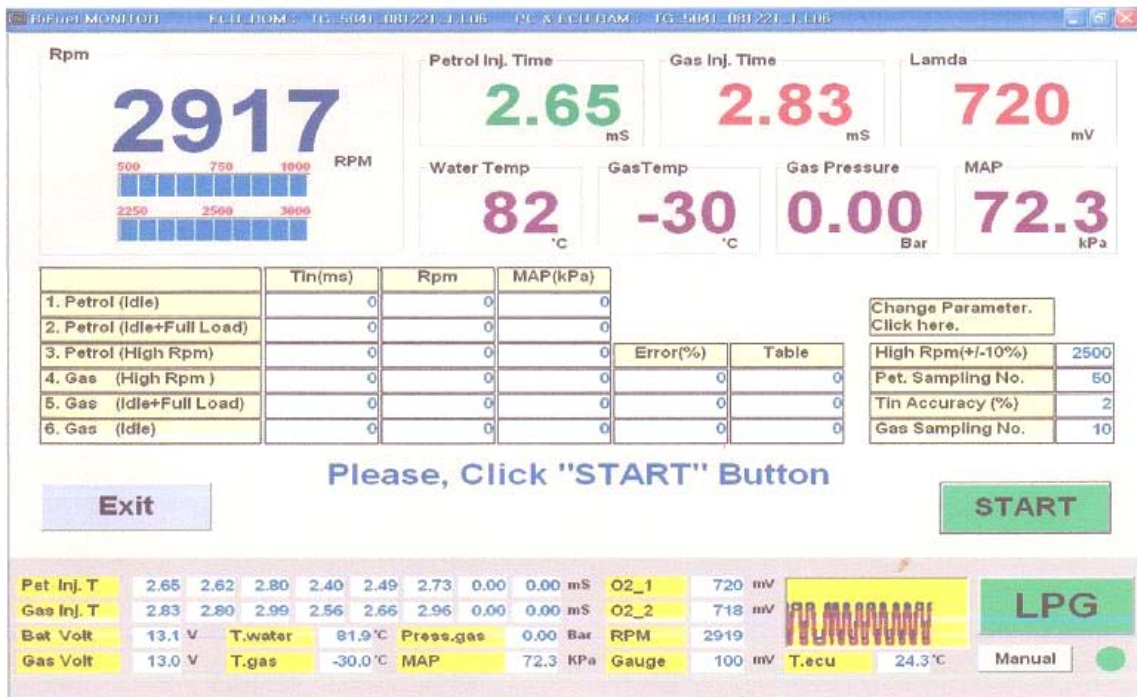 BiFuel MONITOR ECU_ROM : TG_5041_081221_J.L06 PC & ECU DAM : TG_5041_081221_J.L06
Rpm
2917
RPM
500 750 1000
2250 2500 3000
Petrol Inj. Time
2.65
mS
Gas Inj. Time
2.83
mS
Lamda
720
mV
Water Temp
82
°C
GasTemp
-30
°C
Gas Pressure
0.00
Bar
MAP
72.3
kPa
Tin(ms) Rpm MAP(kPa)
1. Petrol (Idle) 0 0 0
2. Petrol (Idle+Full Load) 0 0 0
3. Petrol (High Rpm) 0 0 0 Error(%) Table
4. Gas (High Rpm ) 0 0 0 0 0
5. Gas (Idle+Full Load) 0 0 0 0 0
6. Gas (Idle) 0 0 0 0 0
Change Parameter.
Click here.
High Rpm(+/-10%) 2500
Pet. Sampling No. 50
Tin Accuracy (%) 2
Gas Sampling No. 10
Please, Click "START" Button
Exit
START
Pet Inj. T 2.65 2.62 2.80 2.40 2.49 2.73 0.00 0.00 mS O2_1 720 mV
Gas Inj. T 2.83 2.80 2.99 2.56 2.66 2.96 0.00 0.00 mS O2_2 718 mV
Bat Volt 13.1 V T.water 81.9 °C Press.gas 0.00 Bar RPM 2919
Gas Volt 13.0 V T.gas -30.0 °C MAP 72.3 KPa Gauge 100 mV T.ecu 24.3 °C
LPG
Manual